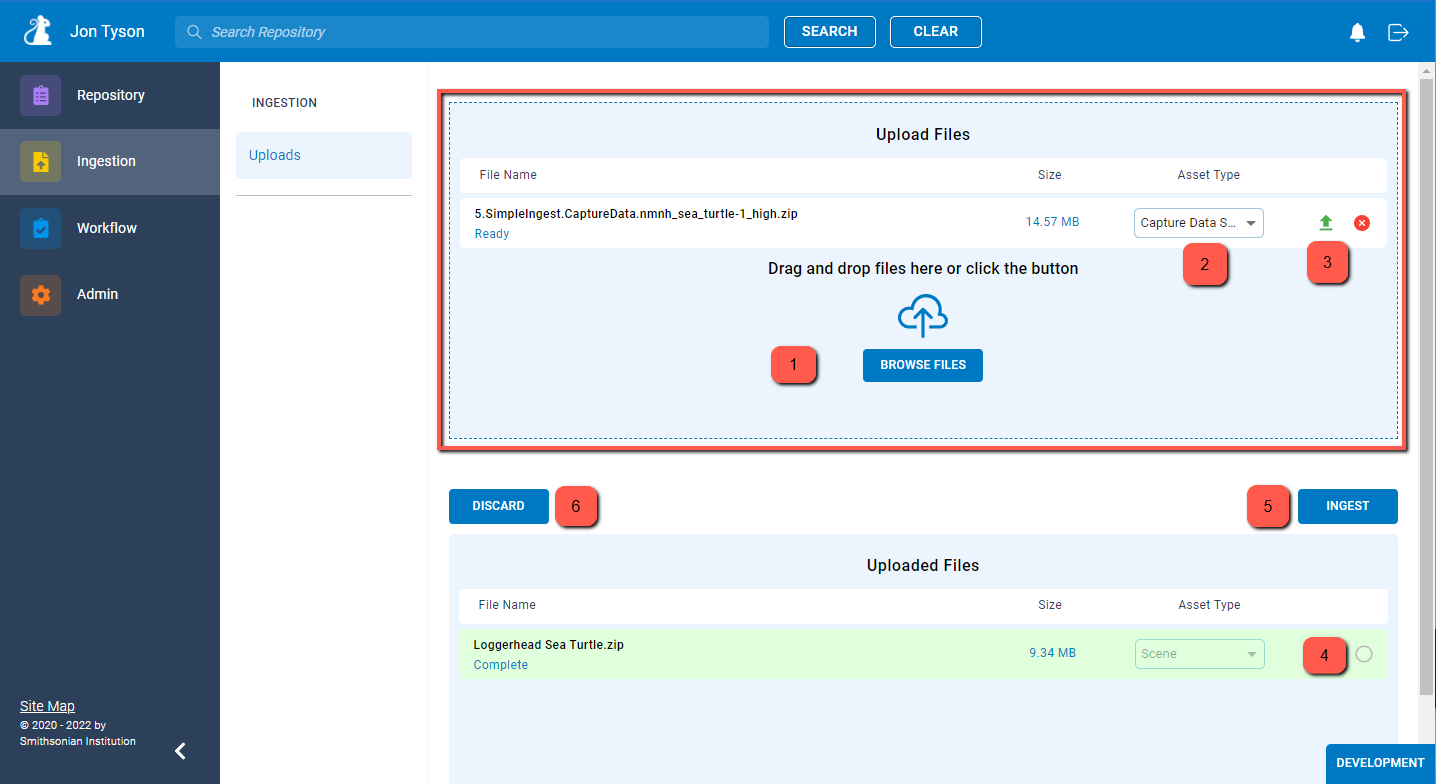 Jon Tyson
Search Repository
SEARCH
CLEAR
Repository
Ingestion
Workflow
Admin
Site Map
© 2020 - 2022 by
Smithsonian Institution
INGESTION
Uploads
Upload Files
File Name Size Asset Type
5.SimpleIngest.CaptureData.nmnh_sea_turtle-1_high.zip
Ready
14.57 MB
Capture Data S...
2
3
Drag and drop files here or click the button
1
BROWSE FILES
DISCARD
6
5
INGEST
Uploaded Files
File Name Size Asset Type
Loggerhead Sea Turtle.zip
Complete
9.34 MB
Scene
4
DEVELOPMENT